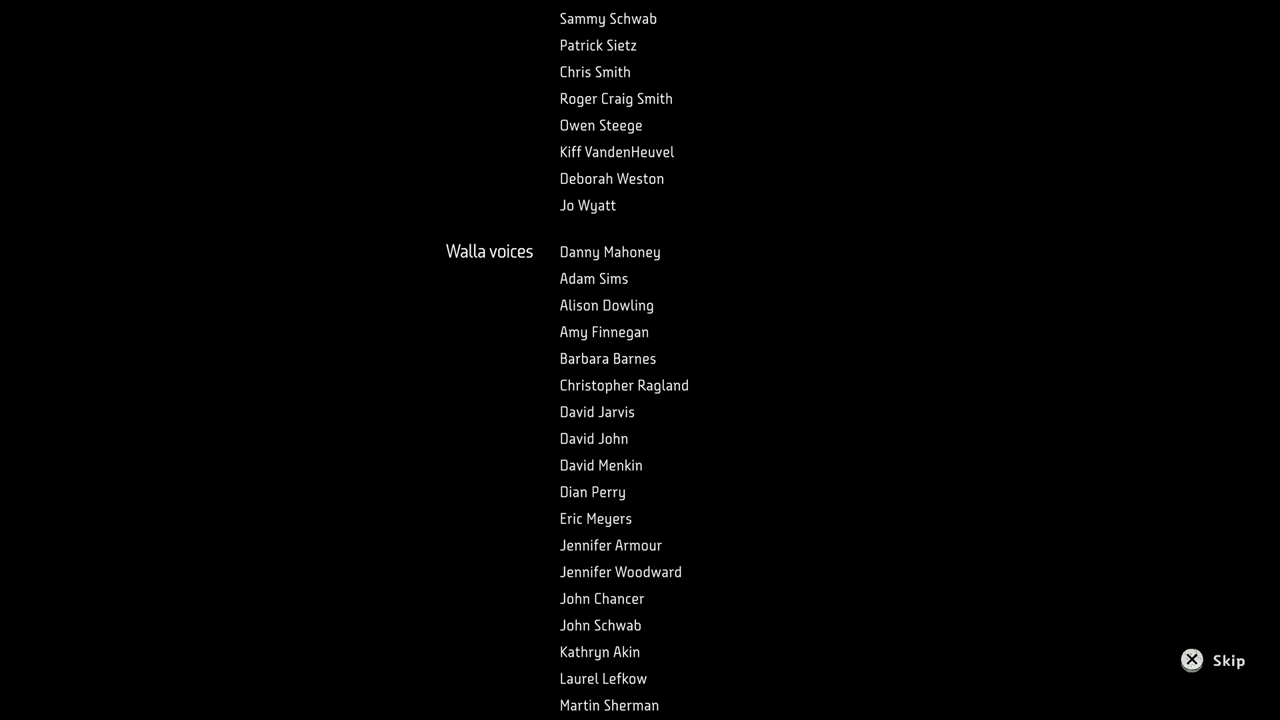 Sammy Schwab
Patrick Sietz
Chris Smith
Roger Craig Smith
Owen Steege
Kiff VandenHeuvel
Deborah Weston
Jo Wyatt
Walla voices Danny Mahoney
Adam Sims
Alison Dowling
Amy Finnegan
Barbara Barnes
Christopher Ragland
David Jarvis
David John
David Menkin
Dian Perry
Eric Meyers
Jennifer Armour
Jennifer Woodward
John Chancer
John Schwab
Kathryn Akin
Laurel Lefkow
Martin Sherman
Skip